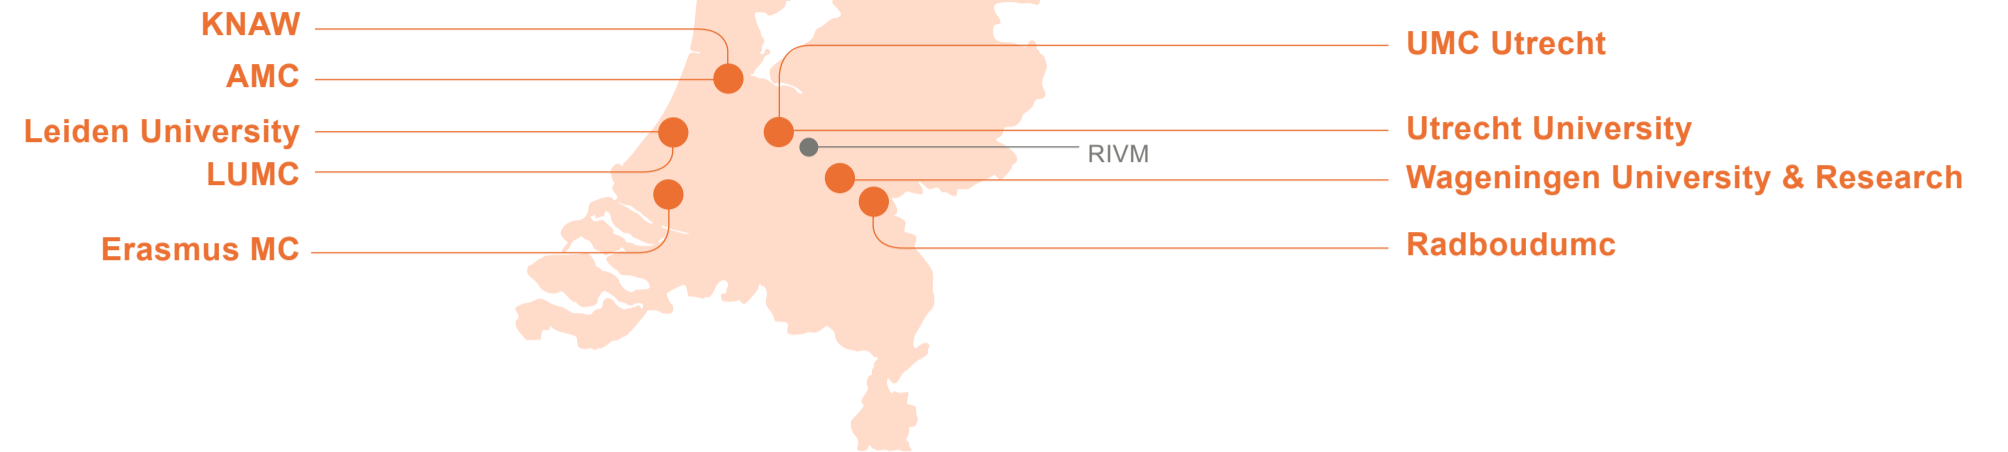 KNAW
AMC
Leiden University
LUMC
Erasmus MC
UMC Utrecht
Utrecht University
RIVM
Wageningen University & Research
Radboudumc